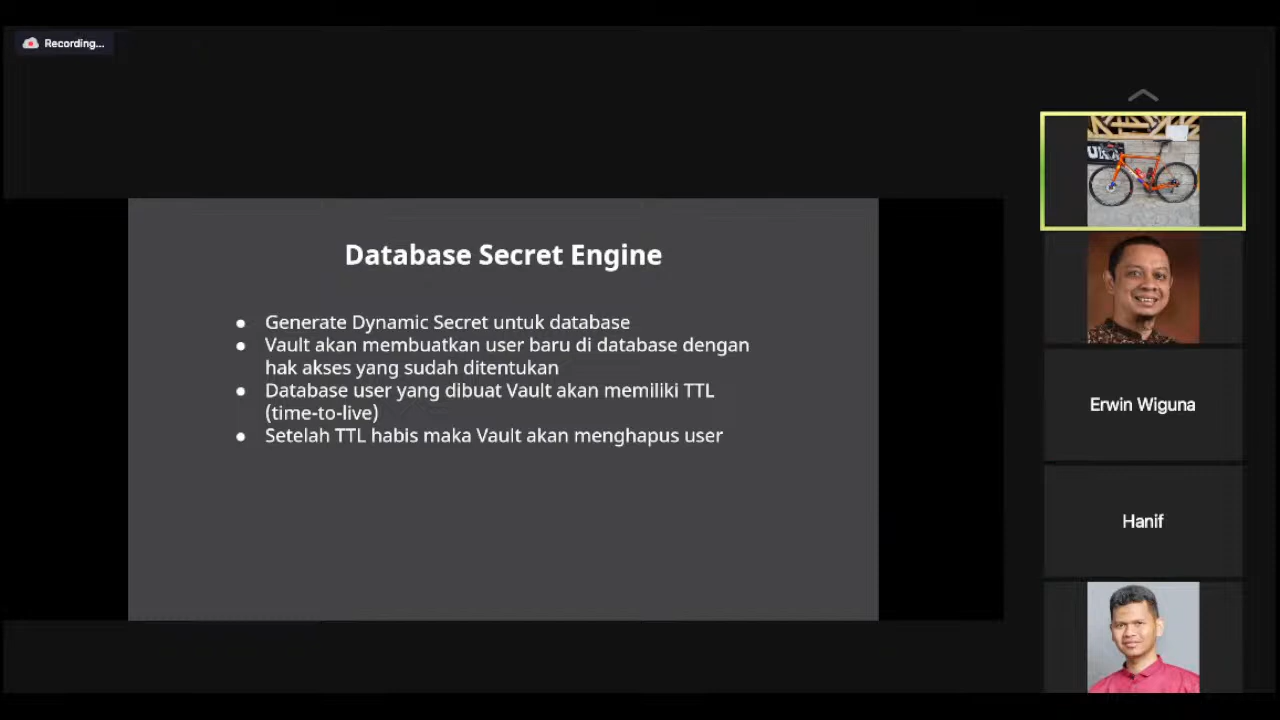 Recording...
Database Secret Engine
● Generate Dynamic Secret untuk database
● Vault akan membuatkan user baru di database dengan
hak akses yang sudah ditentukan
● Database user yang dibuat Vault akan memiliki TTL
(time-to-live)
● Setelah TTL habis maka Vault akan menghapus user
Erwin Wiguna
Hanif